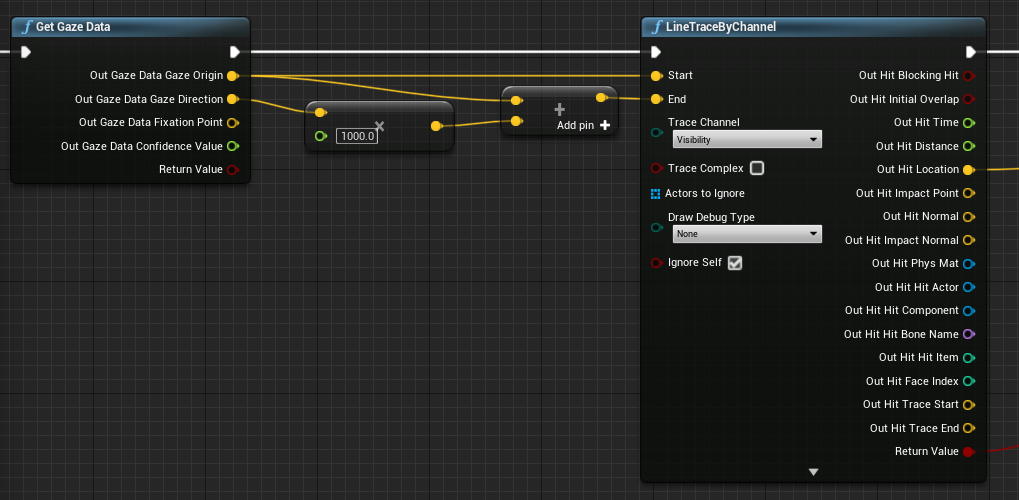 Get Gaze Data
Out Gaze Data Gaze Origin
Out Gaze Data Gaze Direction
Out Gaze Data Fixation Point
Out Gaze Data Confidence Value
Return Value
1000.0
Add pin
LineTraceByChannel
Start
End
Trace Channel
Visibility
Trace Complex
Actors to Ignore
Draw Debug Type
None
Ignore Self
Out Hit Blocking Hit
Out Hit Initial Overlap
Out Hit Time
Out Hit Distance
Out Hit Location
Out Hit Impact Point
Out Hit Normal
Out Hit Impact Normal
Out Hit Phys Mat
Out Hit Hit Actor
Out Hit Hit Component
Out Hit Hit Bone Name
Out Hit Hit Item
Out Hit Face Index
Out Hit Trace Start
Out Hit Trace End
Return Value